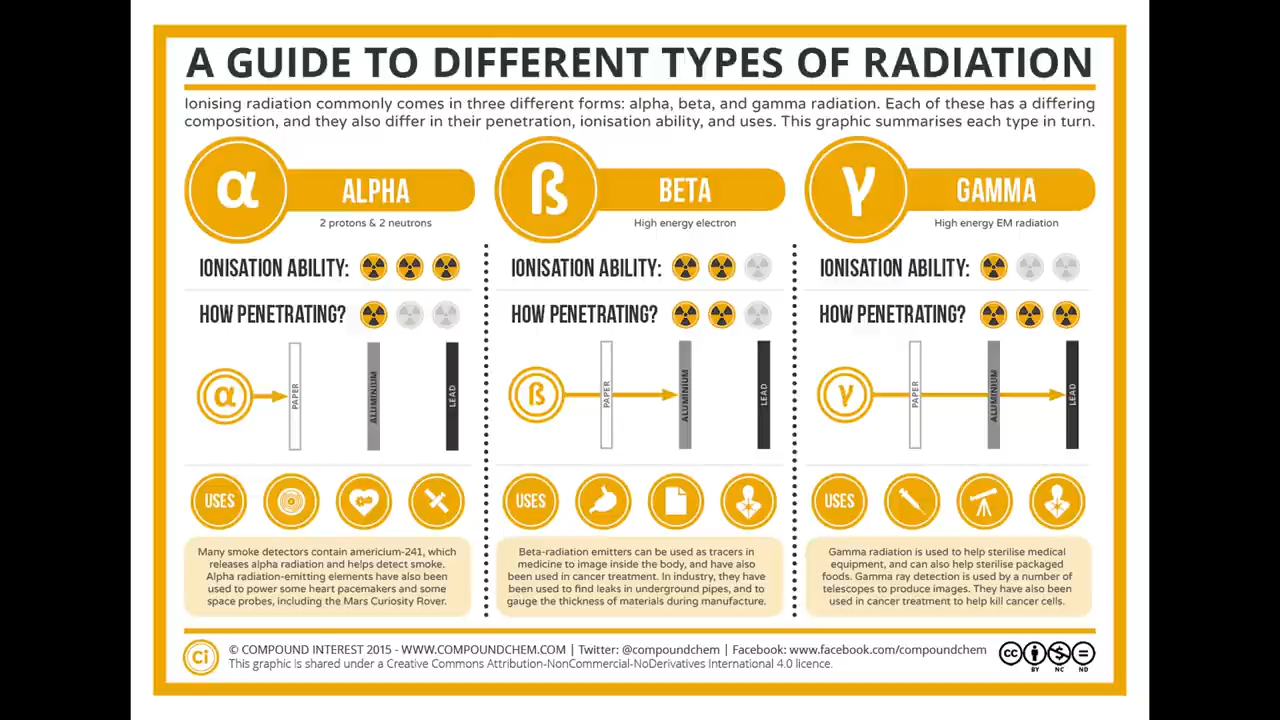 A GUIDE TO DIFFERENT TYPES OF RADIATION
Ionising radiation commonly comes in three different forms: alpha, beta, and gamma radiation. Each of these has a differing
composition, and they also differ in their penetration, ionisation ability, and uses. This graphic summarises each type in turn.
α
ALPHA
2 protons & 2 neutrons
IONISATION ABILITY:
HOW PENETRATING?
α
PAPER
ALUMINIUM
LEAD
USES
Many smoke detectors contain americium-241, which
releases alpha radiation and helps detect smoke.
Alpha radiation-emitting elements have also been
used to power some heart pacemakers and some
space probes, including the Mars Curiosity Rover.
ß
BETA
High energy electron
IONISATION ABILITY:
HOW PENETRATING?
ß
PAPER
ALUMINIUM
LEAD
USES
Beta-radiation emitters can be used as tracers in
medicine to image inside the body, and have also
been used in cancer treatment. In industry, they have
been used to find leaks in underground pipes, and to
gauge the thickness of materials during manufacture.
γ
GAMMA
High energy EM radiation
IONISATION ABILITY:
HOW PENETRATING?
γ
PAPER
ALUMINIUM
LEAD
USES
Gamma radiation is used to help sterilise medical
equipment, and can also help sterilise packaged
foods. Gamma ray detection is used by a number of
telescopes to produce images. They have also been
used in cancer treatment to help kill cancer cells.
Ci
© COMPOUND INTEREST 2015 - WWW.COMPOUNDCHEM.COM | Twitter: @compoundchem | Facebook: www.facebook.com/compoundchem
This graphic is shared under a Creative Commons Attribution-NonCommercial-NoDerivatives International 4.0 licence.
cc
BY NC ND